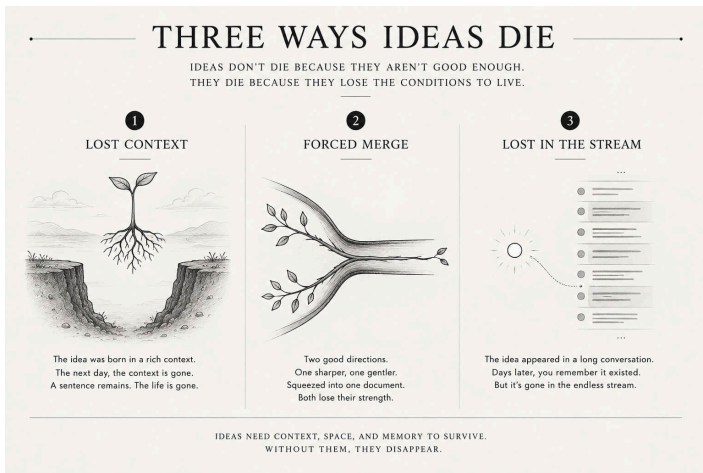 THREE WAYS IDEAS DIE
IDEAS DON'T DIE BECAUSE THEY AREN'T GOOD ENOUGH.
THEY DIE BECAUSE THEY LOSE THE CONDITIONS TO LIVE.
1
LOST CONTEXT
The idea was born in a rich context.
The next day, the context is gone.
A sentence remains. The life is gone.
2
FORCED MERGE
Two good directions.
One sharper, one gentler.
Squeezed into one document.
Both lose their strength.
3
LOST IN THE STREAM
...
...
The idea appeared in a long conversation.
Days later, you remember it existed.
But it's gone in the endless stream.
IDEAS NEED CONTEXT, SPACE, AND MEMORY TO SURVIVE.
WITHOUT THEM, THEY DISAPPEAR.